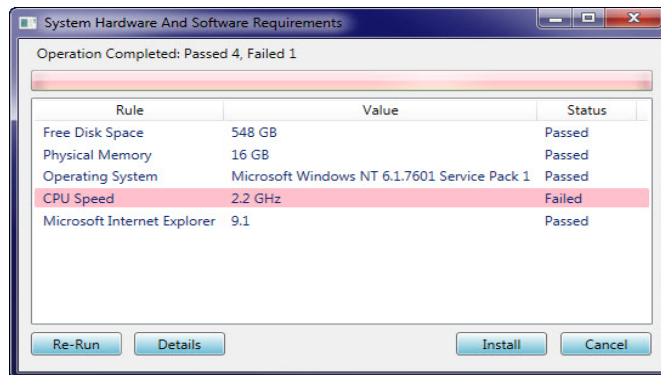 System Hardware And Software Requirements
Operation Completed: Passed 4, Failed 1
Rule Value Status
Free Disk Space 548 GB Passed
Physical Memory 16 GB Passed
Operating System Microsoft Windows NT 6.1.7601 Service Pack 1 Passed
CPU Speed 2.2 GHz Failed
Microsoft Internet Explorer 9.1 Passed
Re-Run Details Install Cancel